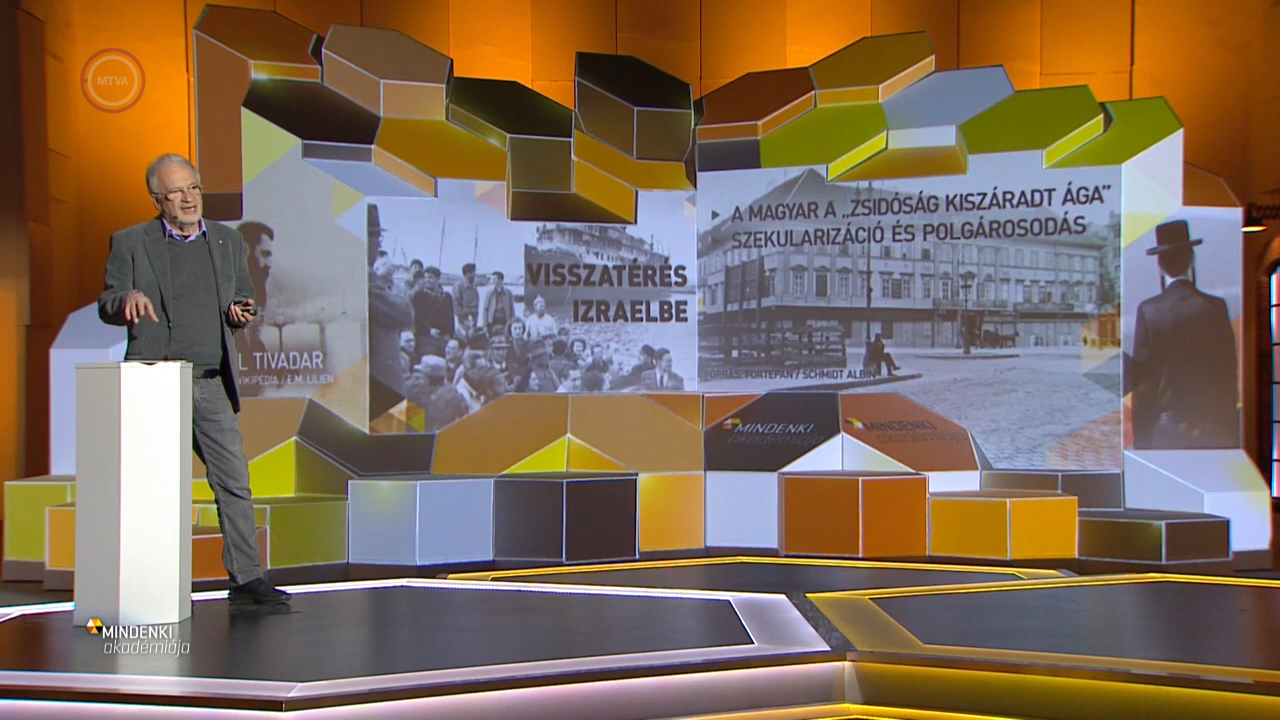 MTVA
L TIVADAR
WIKIPÉDIA / E.M. LILIEN
VISSZATÉRÉS
IZRAELBE
A MAGYAR A „ZSIDÓSÁG KISZÁRADT ÁGA”
SZEKULARIZÁCIÓ ÉS POLGÁROSODÁS
FORRÁS: FORTEPAN / SCHMIDT ALBIN
MINDENKI
akadémiája
MINDENKI
akadémiája
MINDENKI
akadémiája